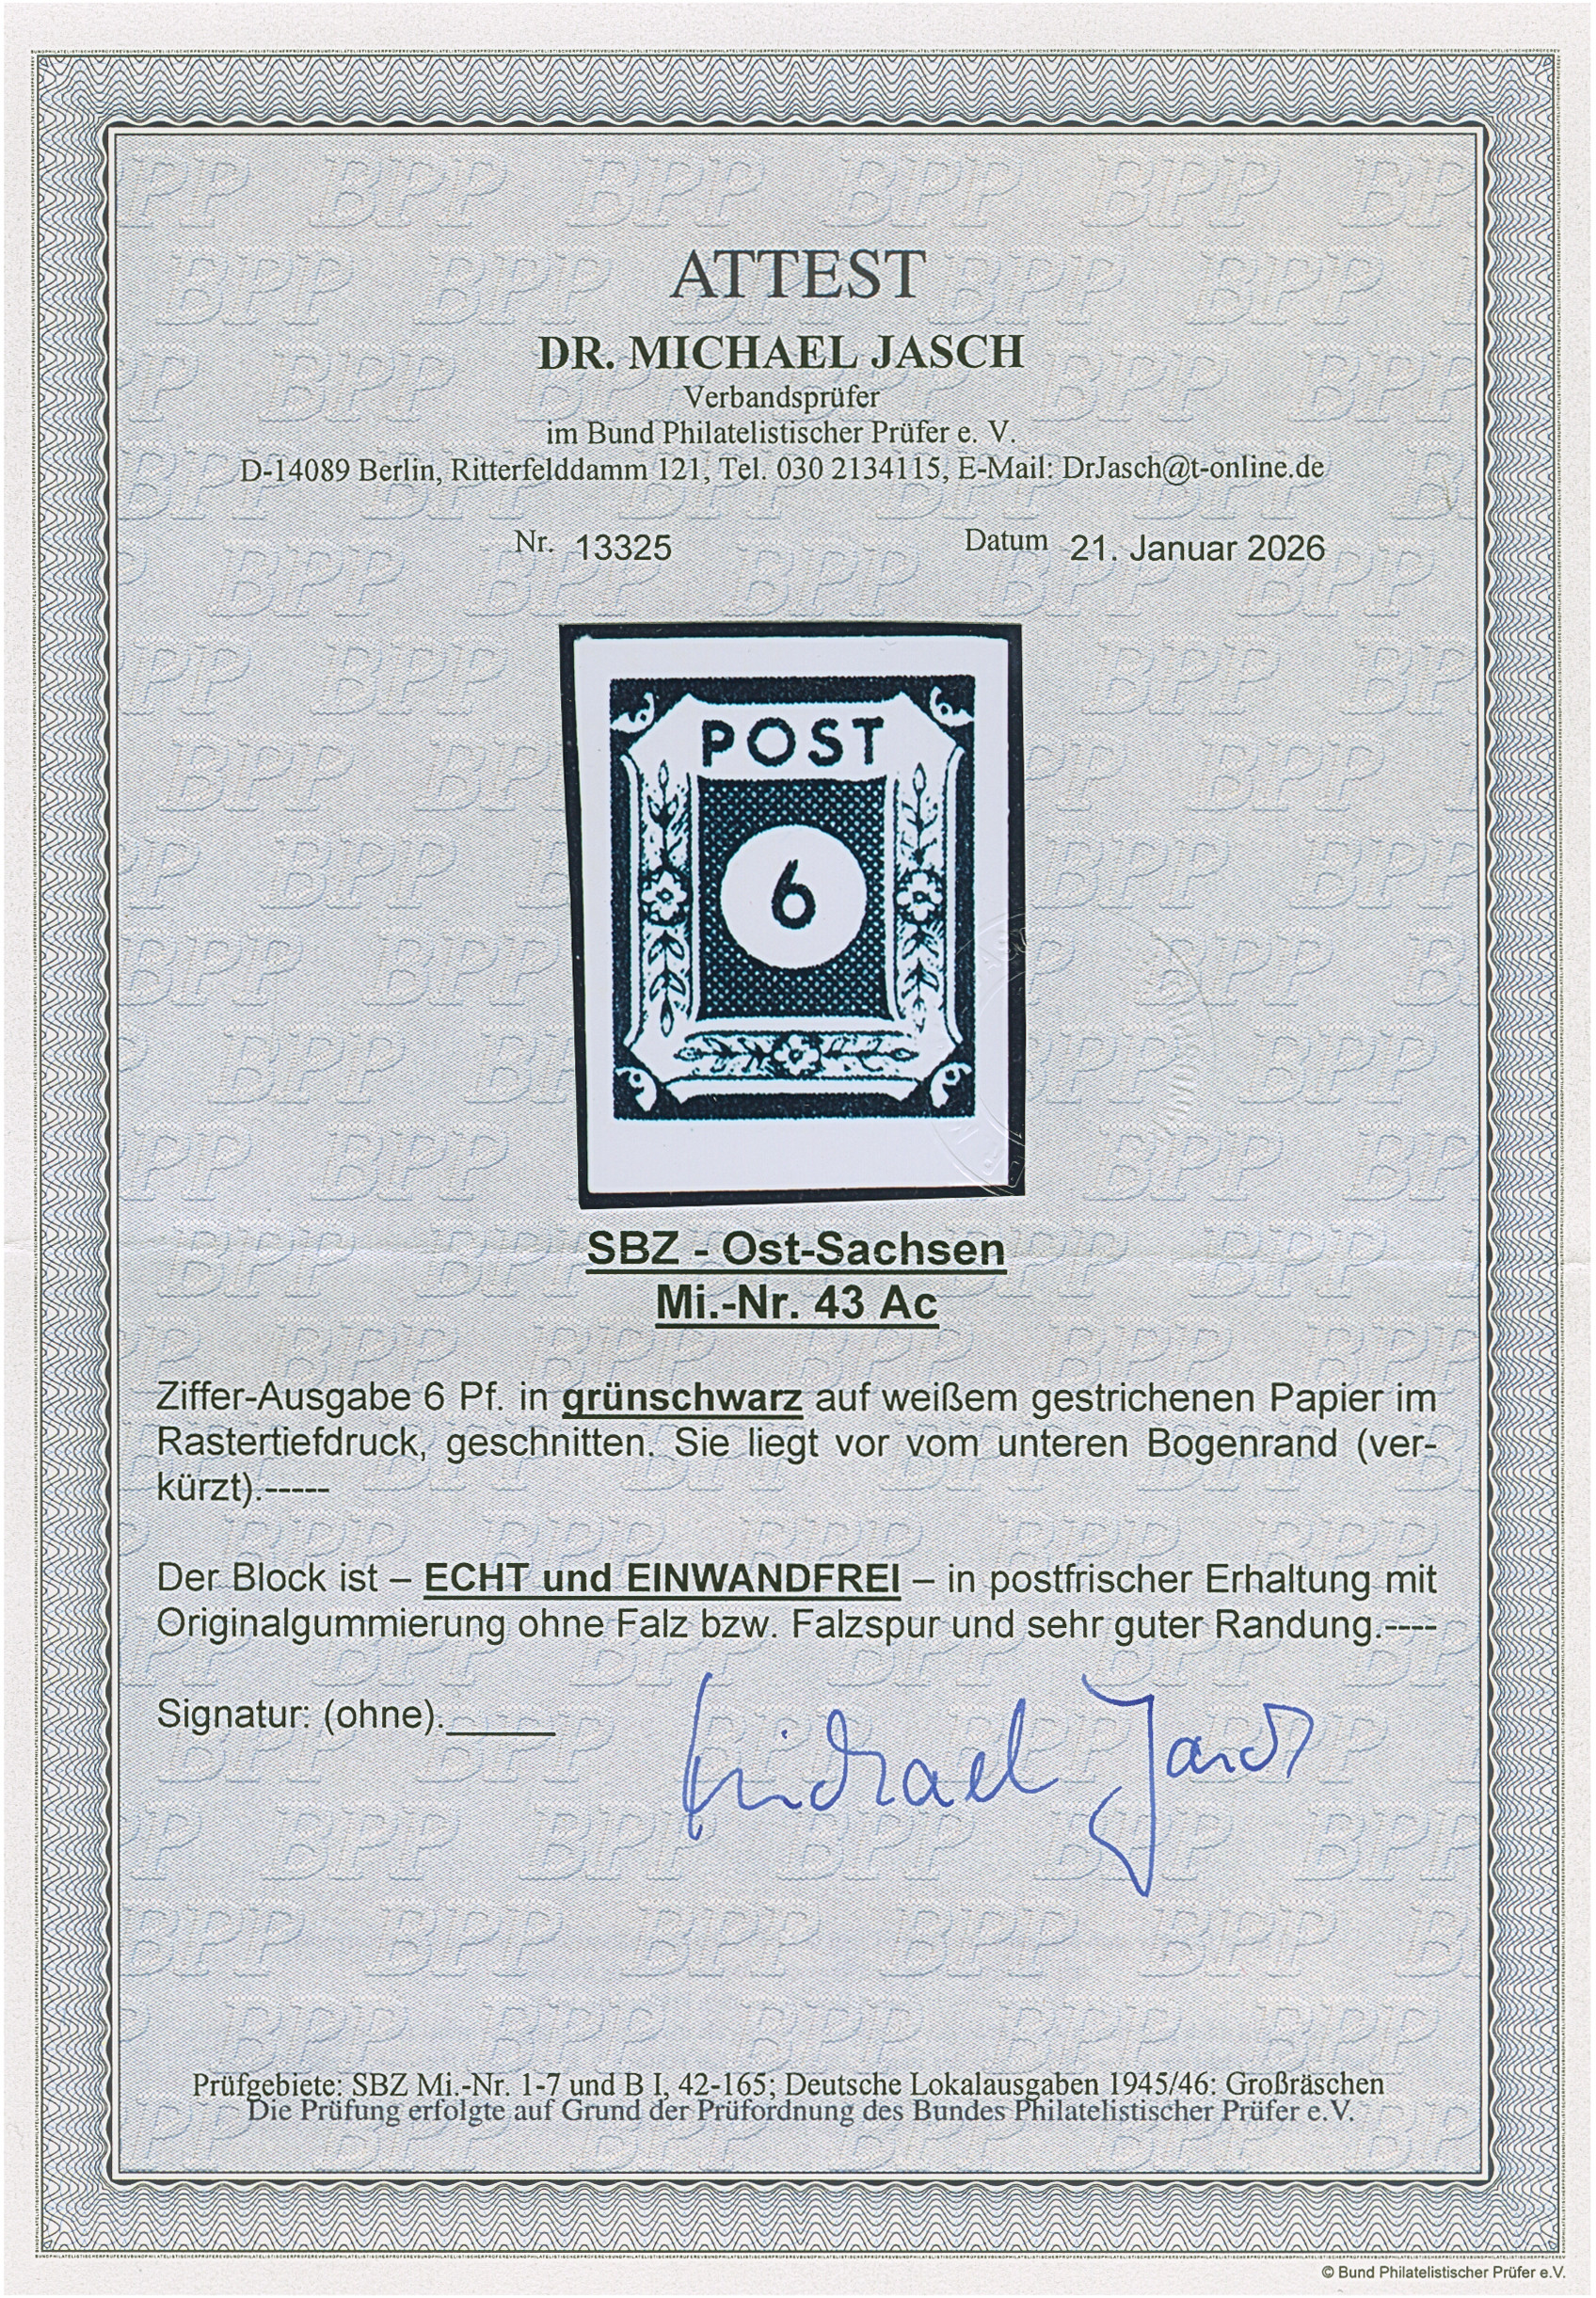 ATTEST
DR. MICHAEL JASCH
Verbandsprüfer
im Bund Philatelistischer Prüfer e. V.
D-14089 Berlin, Ritterfelddamm 121, Tel. 030 2134115, E-Mail: DrJasch@t-online.de
Nr. 13325 Datum 21. Januar 2026
POST
6
SBZ - Ost-Sachsen
Mi.-Nr. 43 Ac
Ziffer-Ausgabe 6 Pf. in grünschwarz auf weißem gestrichenen Papier im
Rastertiefdruck, geschnitten. Sie liegt vor vom unteren Bogenrand (ver-
kürzt).-----
Der Block ist – ECHT und EINWANDFREI – in postfrischer Erhaltung mit
Originalgummierung ohne Falz bzw. Falzspur und sehr guter Randung.----
Signatur: (ohne).______
Michael Jasch
Prüfgebiete: SBZ Mi.-Nr. 1-7 und B I, 42-165; Deutsche Lokalausgaben 1945/46: Großräschen
Die Prüfung erfolgte auf Grund der Prüfordnung des Bundes Philatelistischer Prüfer e.V.
© Bund Philatelistischer Prüfer e.V.